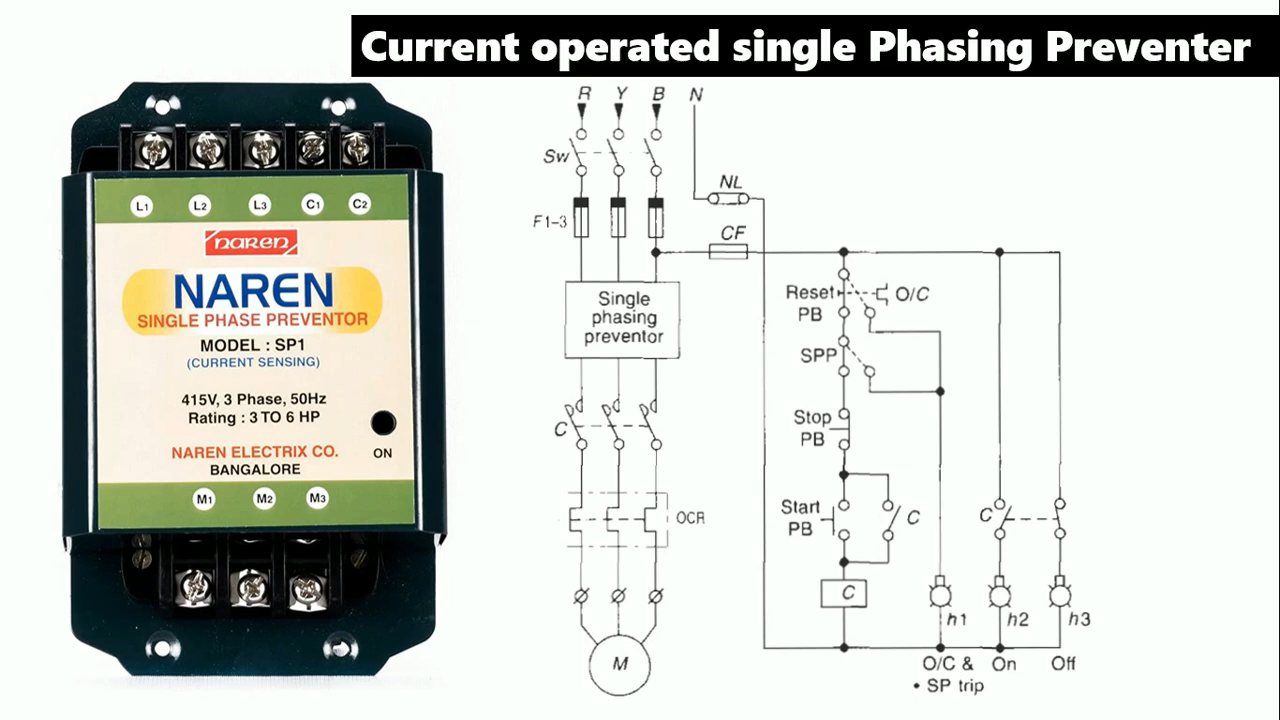 Current operated single Phasing Preventer
L1 L2 L3 C1 C2
naren
NAREN
SINGLE PHASE PREVENTOR
MODEL : SP1
(CURRENT SENSING)
415V, 3 Phase, 50Hz
Rating : 3 TO 6 HP
ON
NAREN ELECTRIX CO.
BANGALORE
M1 M2 M3
R Y B N
Sw
NL
F1-3
CF
Single
phasing
preventor
Reset
PB
O/C
SPP
Stop
PB
C
Start
PB
C
C
OCR
C
h1 h2 h3
M
O/C &
• SP trip
On
Off